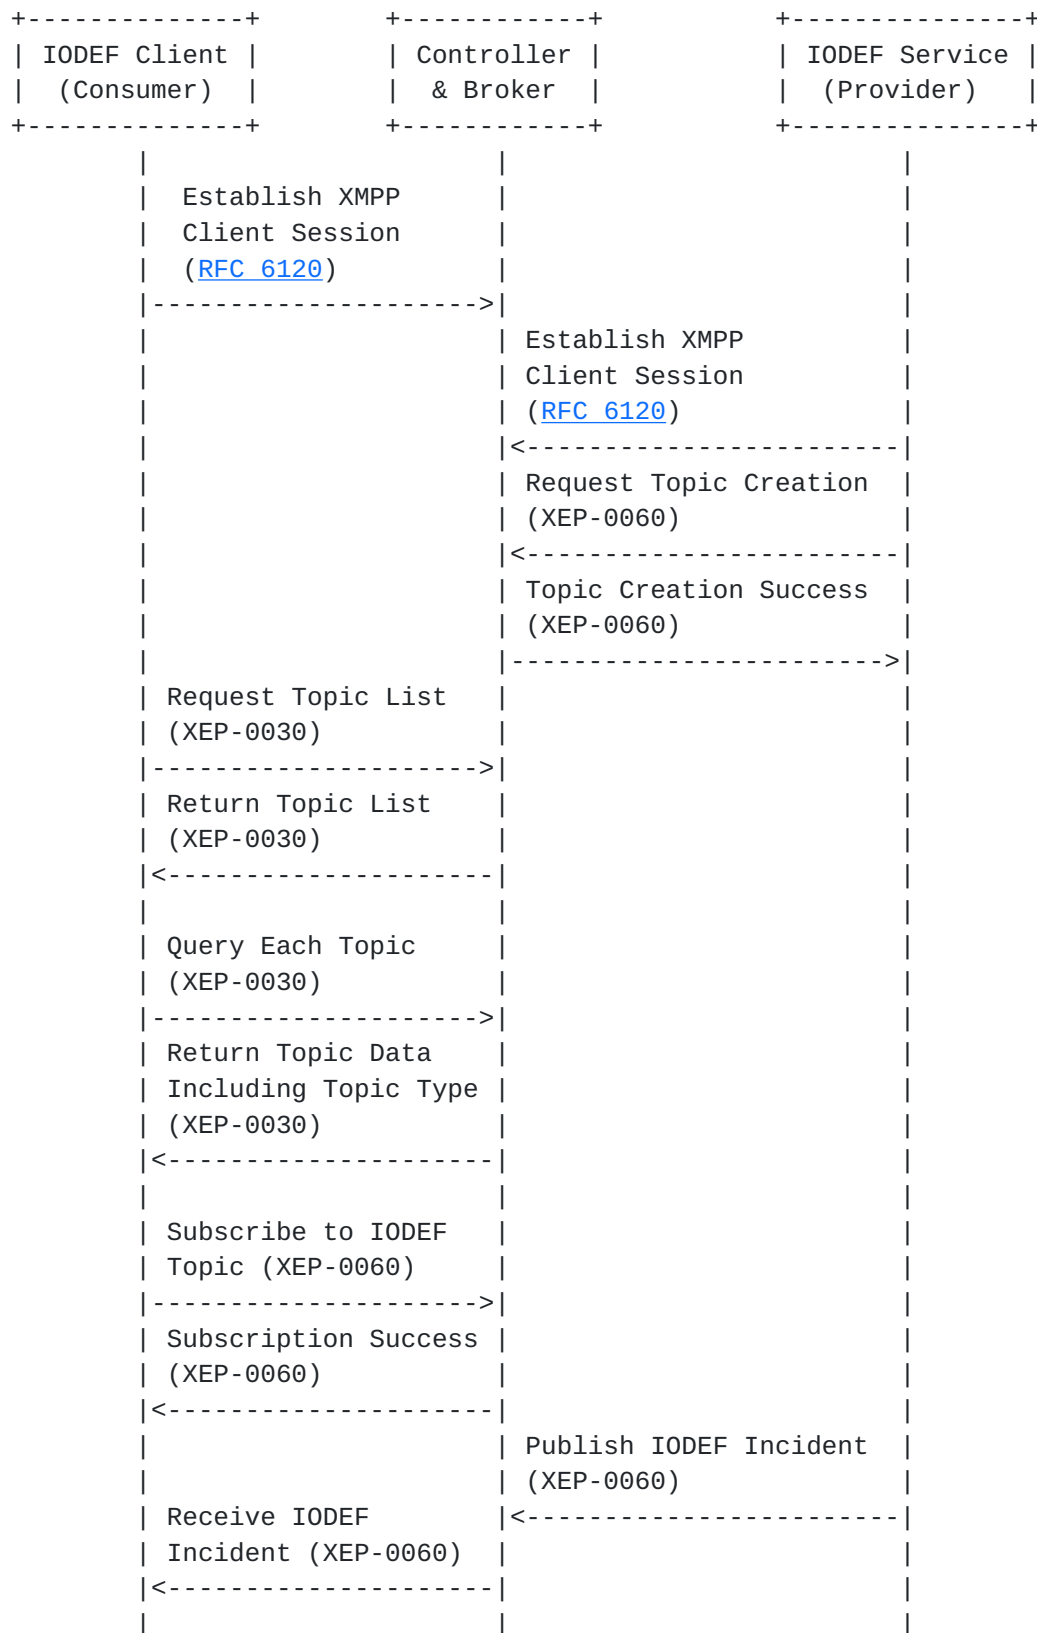 +--------------+        +------------+           +---------------+
| IODEF Client |        | Controller |           | IODEF Service |
|  (Consumer)  |        |  & Broker  |           |  (Provider)   |
+--------------+        +------------+           +---------------+
        |                      |                         |
        |  Establish XMPP      |                         |
        |  Client Session      |                         |
        |  (RFC 6120)          |                         |
        |--------------------->|                         |
        |                      | Establish XMPP          |
        |                      | Client Session          |
        |                      | (RFC 6120)              |
        |                      |<------------------------|
        |                      | Request Topic Creation  |
        |                      | (XEP-0060)              |
        |                      |<------------------------|
        |                      | Topic Creation Success  |
        |                      | (XEP-0060)              |
        |                      |------------------------>|
        | Request Topic List   |                         |
        | (XEP-0030)           |                         |
        |--------------------->|                         |
        | Return Topic List    |                         |
        | (XEP-0030)           |                         |
        |<---------------------|                         |
        |                      |                         |
        | Query Each Topic     |                         |
        | (XEP-0030)           |                         |
        |--------------------->|                         |
        | Return Topic Data    |                         |
        | Including Topic Type |                         |
        | (XEP-0030)           |                         |
        |<---------------------|                         |
        |                      |                         |
        | Subscribe to IODEF   |                         |
        | Topic (XEP-0060)     |                         |
        |--------------------->|                         |
        | Subscription Success |                         |
        | (XEP-0060)           |                         |
        |<---------------------|                         |
        |                      | Publish IODEF Incident  |
        |                      | (XEP-0060)              |
        | Receive IODEF        |<------------------------|
        | Incident (XEP-0060)  |                         |
        |<---------------------|                         |
        |                      |                         |